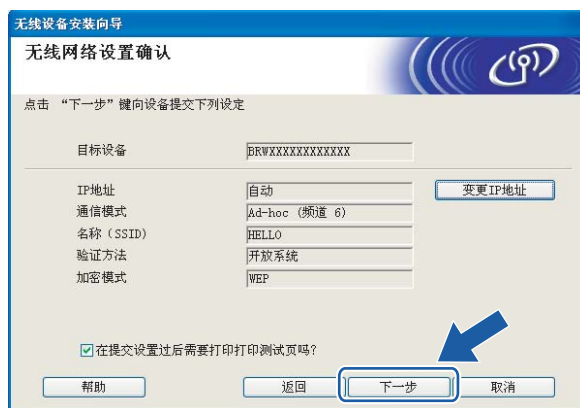 无线设备安装向导
无线网络设置确认
点击 “下一步”键向设备提交下列设定
目标设备 BRWXXXXXXXXXXXX
IP地址 自动 变更IP地址
通信模式 Ad-hoc (频道 6)
名称 (SSID) HELLO
验证方法 开放系统
加密模式 WEP
在提交设置过后需要打印打印测试页吗?
帮助 返回 下一步 取消